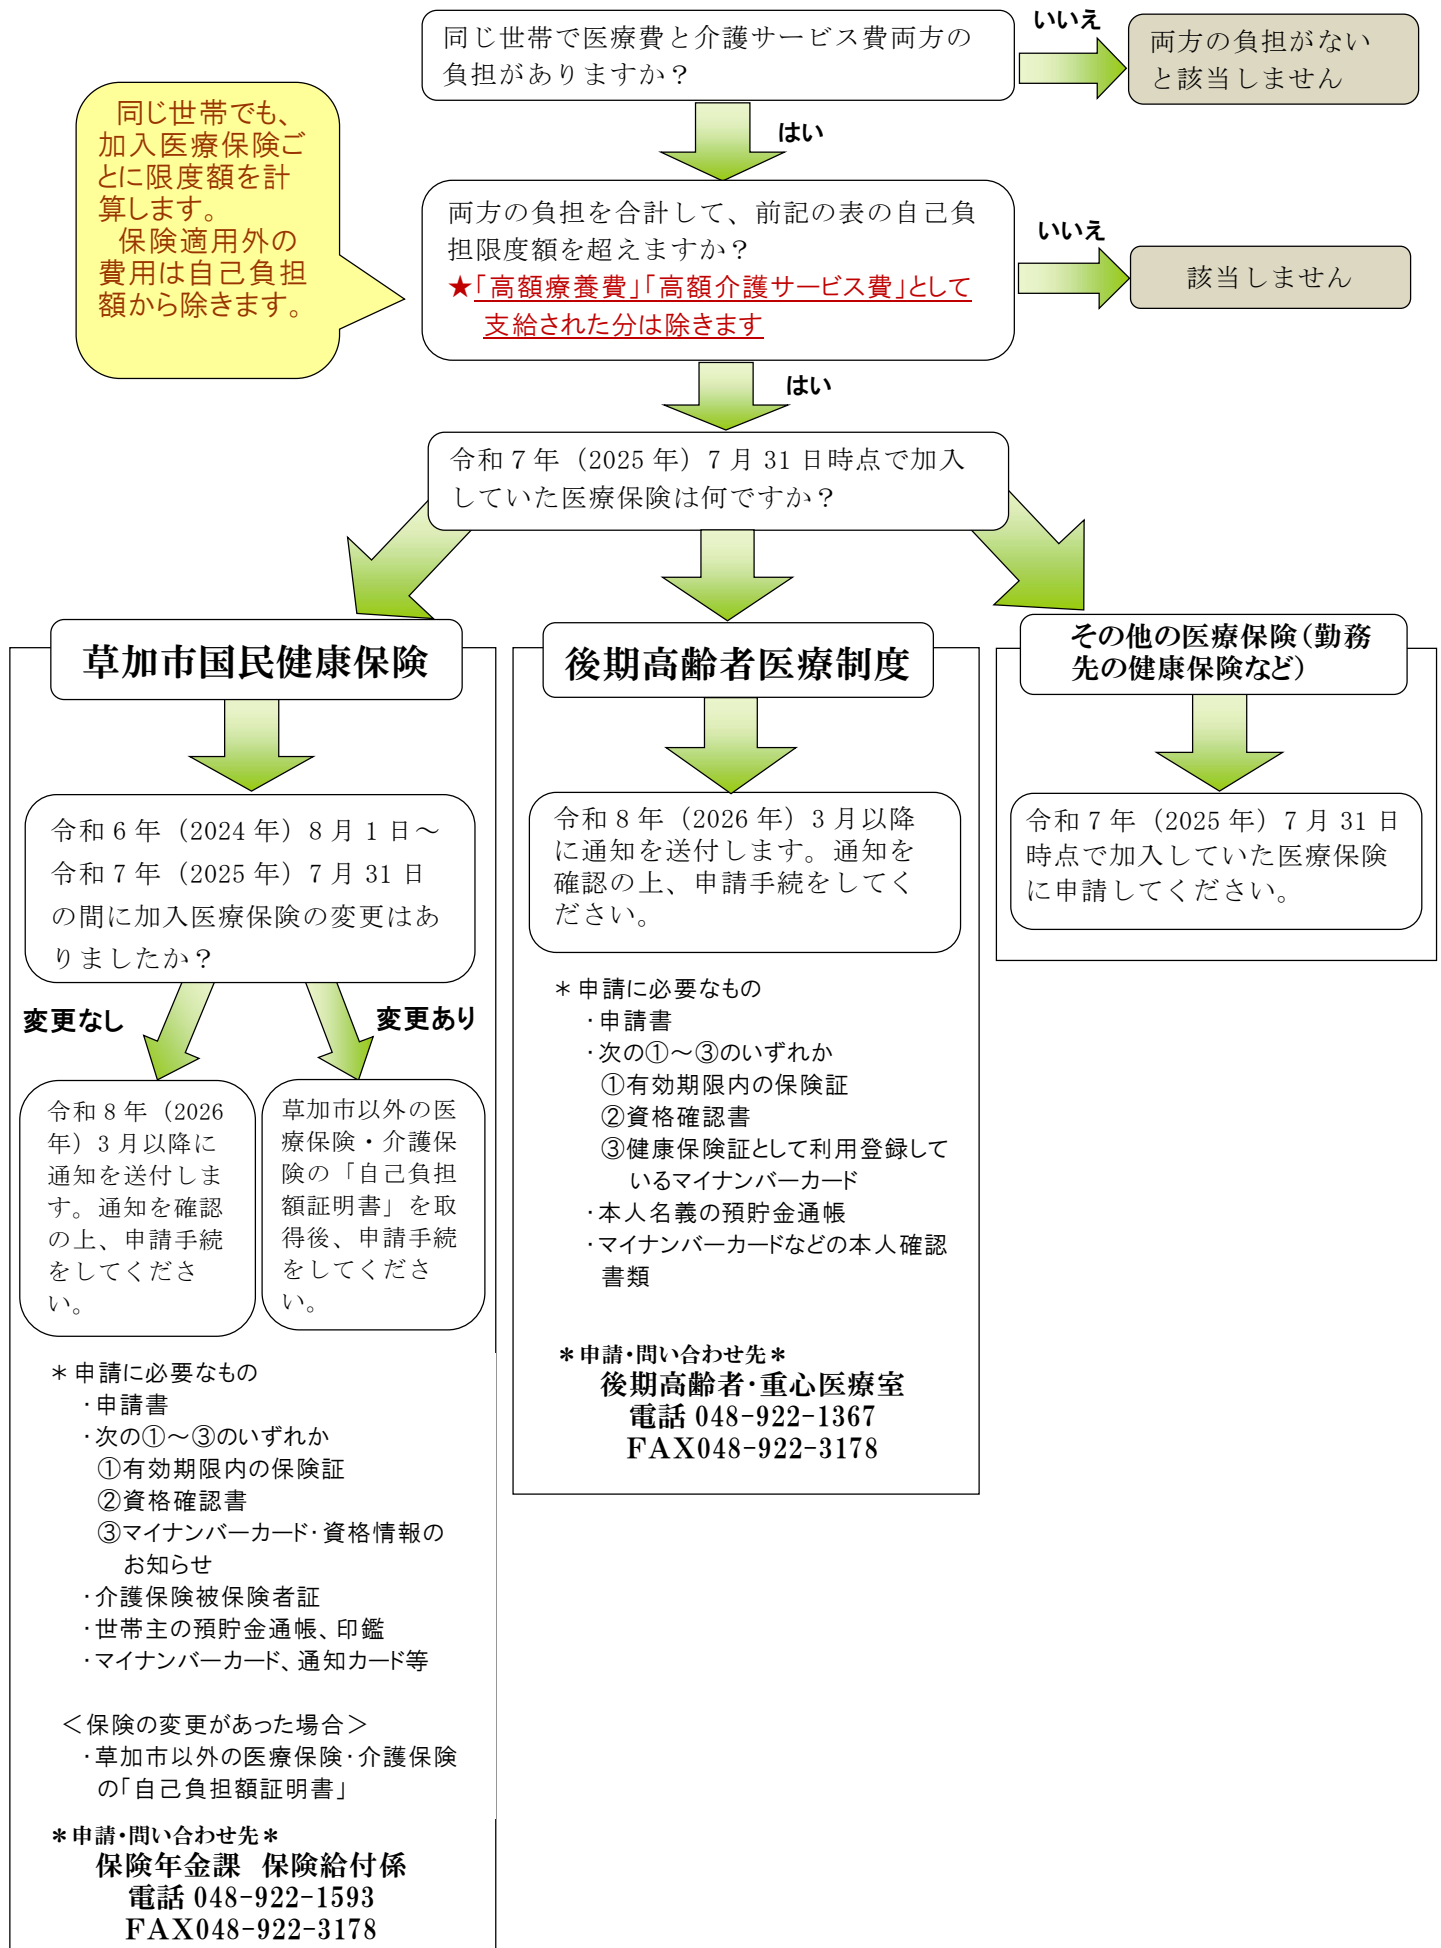 同じ世帯で医療費と介護サービス費両方の
負担がありますか？
いいえ
両方の負担がない
と該当しません
はい
同じ世帯でも、
加入医療保険ご
とに限度額を計
算します。
保険適用外の
費用は自己負担
額から除きます。
両方の負担を合計して、前記の表の自己負
担限度額を超えますか？
★「高額療養費」「高額介護サービス費」として
支給された分は除きます
いいえ
該当しません
はい
令和７年（2025 年）７月 31 日時点で加入
していた医療保険は何ですか？
草加市国民健康保険
令和６年（2024 年）８月１日～
令和７年（2025 年）７月 31 日
の間に加入医療保険の変更はあ
りましたか？
変更なし
変更あり
令和８年（2026
年）３月以降に
通知を送付しま
す。通知を確認
の上、申請手続
をしてくださ
い。
草加市以外の医
療保険・介護保
険の「自己負担
額証明書」を取
得後、申請手続
をしてくださ
い。
＊申請に必要なもの
・申請書
・次の①～③のいずれか
①有効期限内の保険証
②資格確認書
③マイナンバーカード・資格情報の
お知らせ
・介護保険被保険者証
・世帯主の預貯金通帳、印鑑
・マイナンバーカード、通知カード等
＜保険の変更があった場合＞
・草加市以外の医療保険・介護保険
の「自己負担額証明書」
＊申請・問い合わせ先＊
保険年金課　保険給付係
電話 048-922-1593
FAX048-922-3178
後期高齢者医療制度
令和８年（2026 年）３月以降
に通知を送付します。通知を
確認の上、申請手続をしてく
ださい。
＊申請に必要なもの
・申請書
・次の①～③のいずれか
①有効期限内の保険証
②資格確認書
③健康保険証として利用登録して
いるマイナンバーカード
・本人名義の預貯金通帳
・マイナンバーカードなどの本人確認
書類
＊申請・問い合わせ先＊
後期高齢者・重心医療室
電話 048-922-1367
FAX048-922-3178
その他の医療保険（勤務
先の健康保険など）
令和７年（2025 年）７月 31 日
時点で加入していた医療保険
に申請してください。